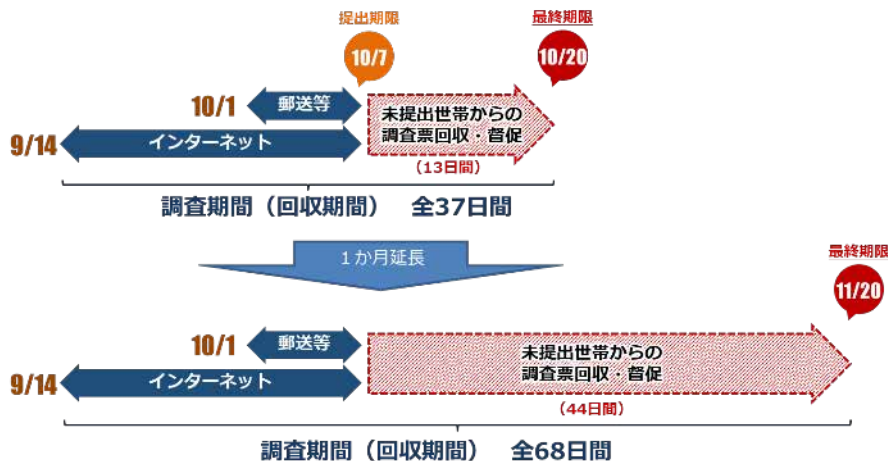 提出期限
10/7
最終期限
10/20
10/1
郵送等
9/14
インターネット
未提出世帯からの
調査票回収・督促
（13日間）
調査期間（回収期間）　全37日間
１か月延長
最終期限
11/20
10/1
郵送等
9/14
インターネット
未提出世帯からの
調査票回収・督促
（44日間）
調査期間（回収期間）　全68日間